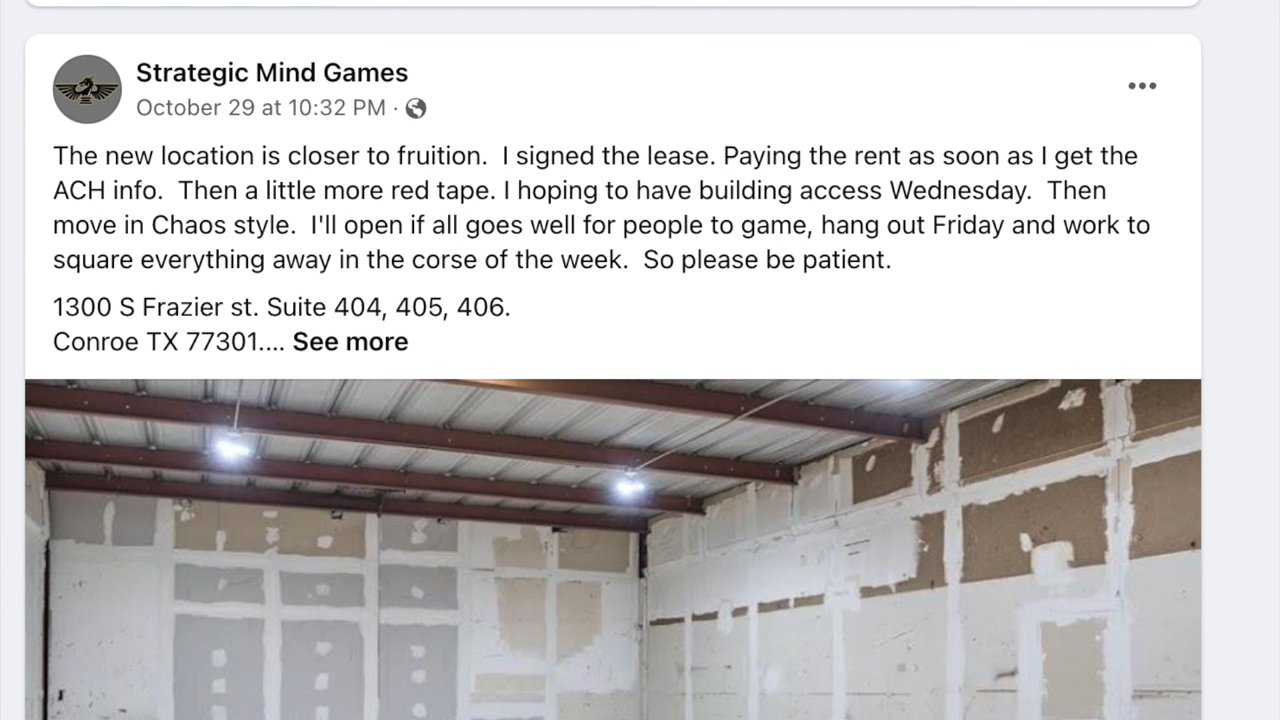 Strategic Mind Games
October 29 at 10:32 PM ·
The new location is closer to fruition.  I signed the lease. Paying the rent as soon as I get the
ACH info.  Then a little more red tape. I hoping to have building access Wednesday.  Then
move in Chaos style.  I'll open if all goes well for people to game, hang out Friday and work to
square everything away in the corse of the week.  So please be patient.
1300 S Frazier st. Suite 404, 405, 406.
Conroe TX 77301.... See more